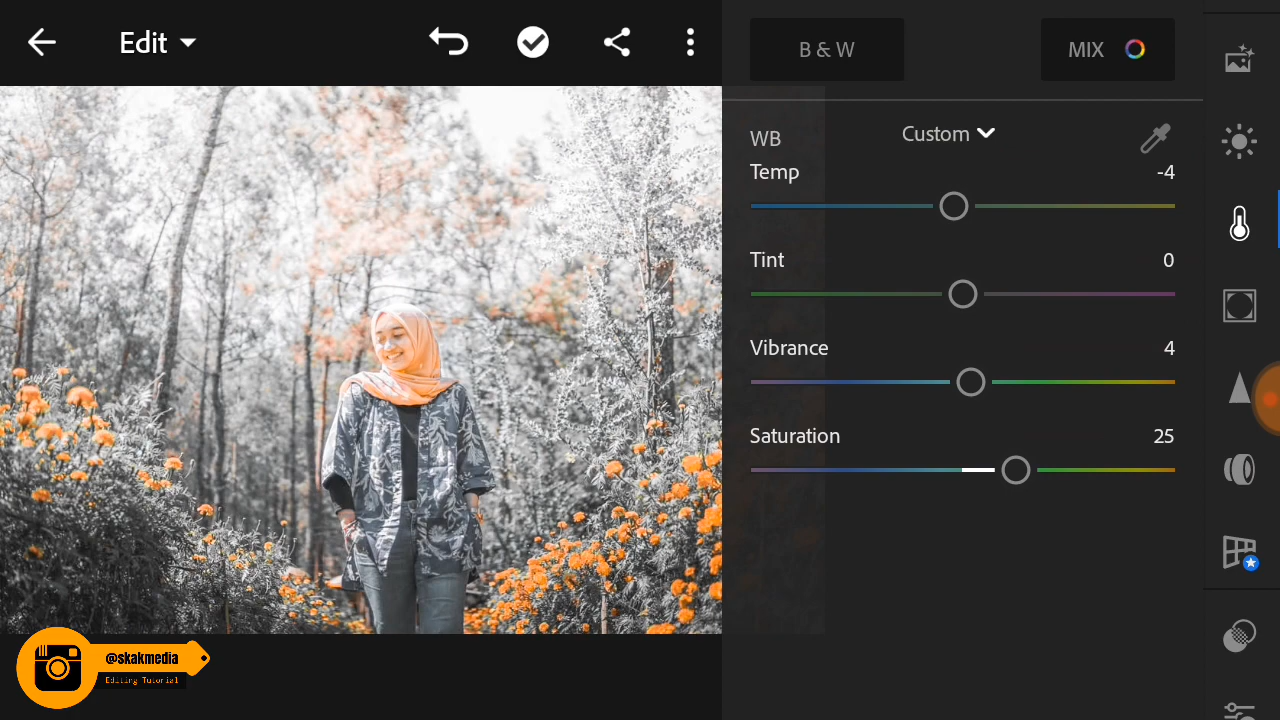 Edit
B & W
MIX
WB
Custom
Temp
-4
Tint
0
Vibrance
4
Saturation
25
@skakmedia
Editing Tutorial